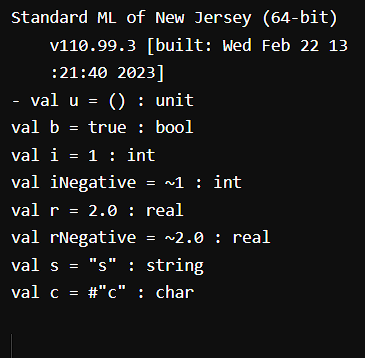 Standard ML of New Jersey (64-bit)
v110.99.3 [built: Wed Feb 22 13
:21:40 2023]
- val u = () : unit
val b = true : bool
val i = 1 : int
val iNegative = ~1 : int
val r = 2.0 : real
val rNegative = ~2.0 : real
val s = "s" : string
val c = #"c" : char